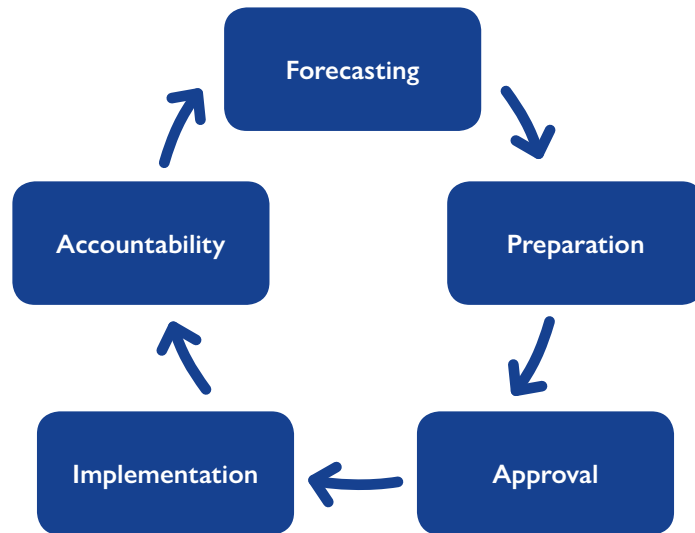 Forecasting
Preparation
Approval
Implementation
Accountability